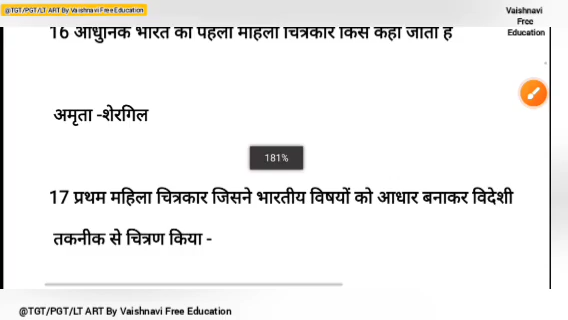 @TGT/PGT/LT ART By Vaishnavi Free Education
Vaishnavi
Free
Education
16 आधुनिक भारत की पहली महिला चित्रकार किसे कहा जाता है
अमृता -शेरगिल
181%
17 प्रथम महिला चित्रकार जिसने भारतीय विषयों को आधार बनाकर विदेशी
तकनीक से चित्रण किया -
@TGT/PGT/LT ART By Vaishnavi Free Education